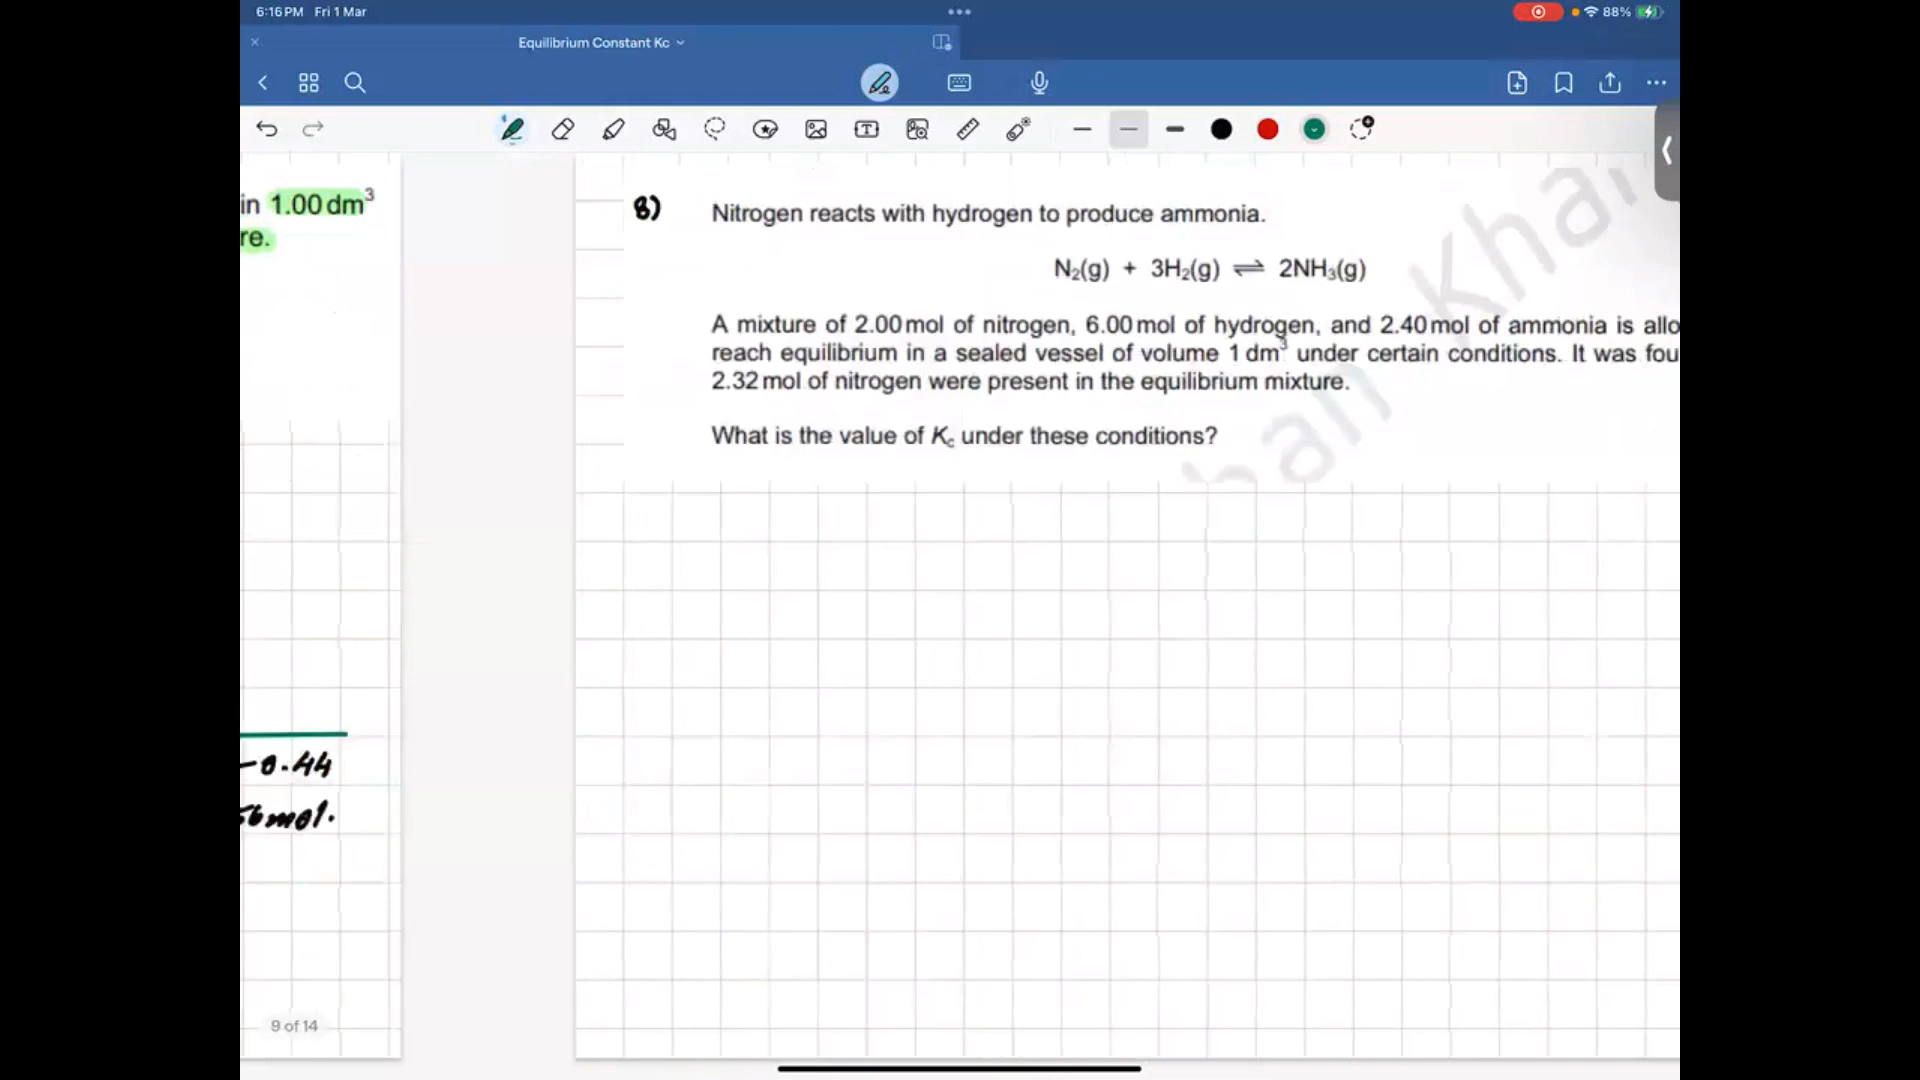 6:16 PM Fri 1 Mar
88%
Equilibrium Constant Kc
in 1.00 dm³
re.
8) Nitrogen reacts with hydrogen to produce ammonia.
N₂(g) + 3H₂(g) ⇌ 2NH₃(g)
A mixture of 2.00 mol of nitrogen, 6.00 mol of hydrogen, and 2.40 mol of ammonia is allo
reach equilibrium in a sealed vessel of volume 1 dm³ under certain conditions. It was fou
2.32 mol of nitrogen were present in the equilibrium mixture.
What is the value of Kc under these conditions?
-0.44
56mol.
9 of 14